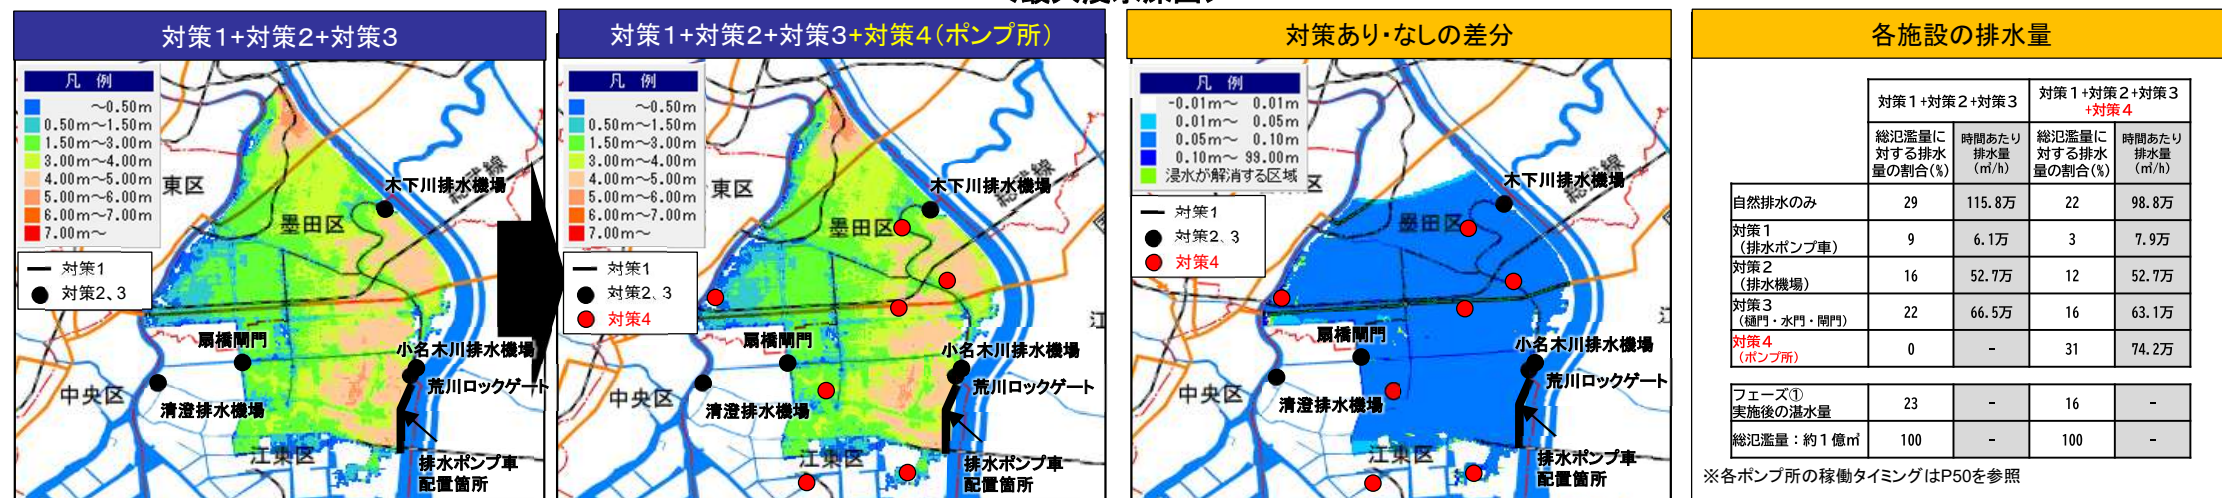 対策1+対策2+対策3
凡 例
～0.50m
0.50m～1.50m
1.50m～3.00m
3.00m～4.00m
4.00m～5.00m
5.00m～6.00m
6.00m～7.00m
7.00m～
対策1
対策2、3
東区
墨田区
総武線
木下川排水機場
扇橋閘門
小名木川排水機場
荒川ロックゲート
中央区
清澄排水機場
江東区
排水ポンプ車
配置箇所
対策1+対策2+対策3+対策4(ポンプ所)
凡 例
～0.50m
0.50m～1.50m
1.50m～3.00m
3.00m～4.00m
4.00m～5.00m
5.00m～6.00m
6.00m～7.00m
7.00m～
対策1
対策2、3
対策4
東区
墨田区
総武線
木下川排水機場
扇橋閘門
小名木川排水機場
荒川ロックゲート
中央区
清澄排水機場
江東区
排水ポンプ車
配置箇所
対策あり・なしの差分
凡 例
-0.01m～ 0.01m
0.01m～ 0.05m
0.05m～ 0.10m
0.10m～ 99.00m
浸水が解消する区域
対策1
対策2、3
対策4
区
墨田区
総武線
木下川排水機場
扇橋閘門
小名木川排水機場
荒川ロックゲート
中央区
清澄排水機場
江東区
排水ポンプ車
配置箇所
各施設の排水量
対策1+対策2+対策3 対策1+対策2+対策3
+対策4
総氾濫量に 時間あたり 総氾濫量に 時間あたり
対する排水 排水量 対する排水 排水量
量の割合(%) (㎥/h) 量の割合(%) (㎥/h)
自然排水のみ 29 115.8万 22 98.8万
対策1
(排水ポンプ車) 9 6.1万 3 7.9万
対策2
(排水機場) 16 52.7万 12 52.7万
対策3
(樋門・水門・閘門) 22 66.5万 16 63.1万
対策4
(ポンプ所) 0 - 31 74.2万
フェーズ①
実施後の湛水量 23 - 16 -
総氾濫量：約1億㎥ 100 - 100 -
※各ポンプ所の稼働タイミングはP50を参照